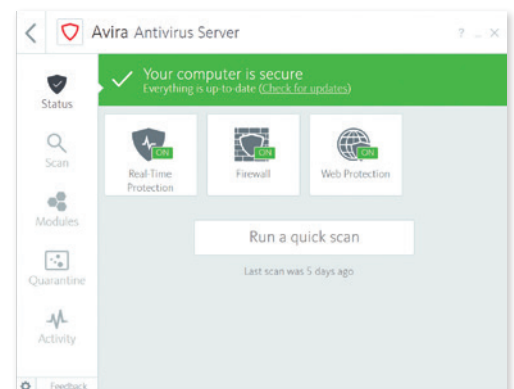 Avira Antivirus Server
? _ ×
Your computer is secure
Everything is up-to-date (Check for updates)
Status
Scan
Modules
Quarantine
Activity
Feedback
ON
Real-Time
Protection
ON
Firewall
ON
Web Protection
Run a quick scan
Last scan was 5 days ago